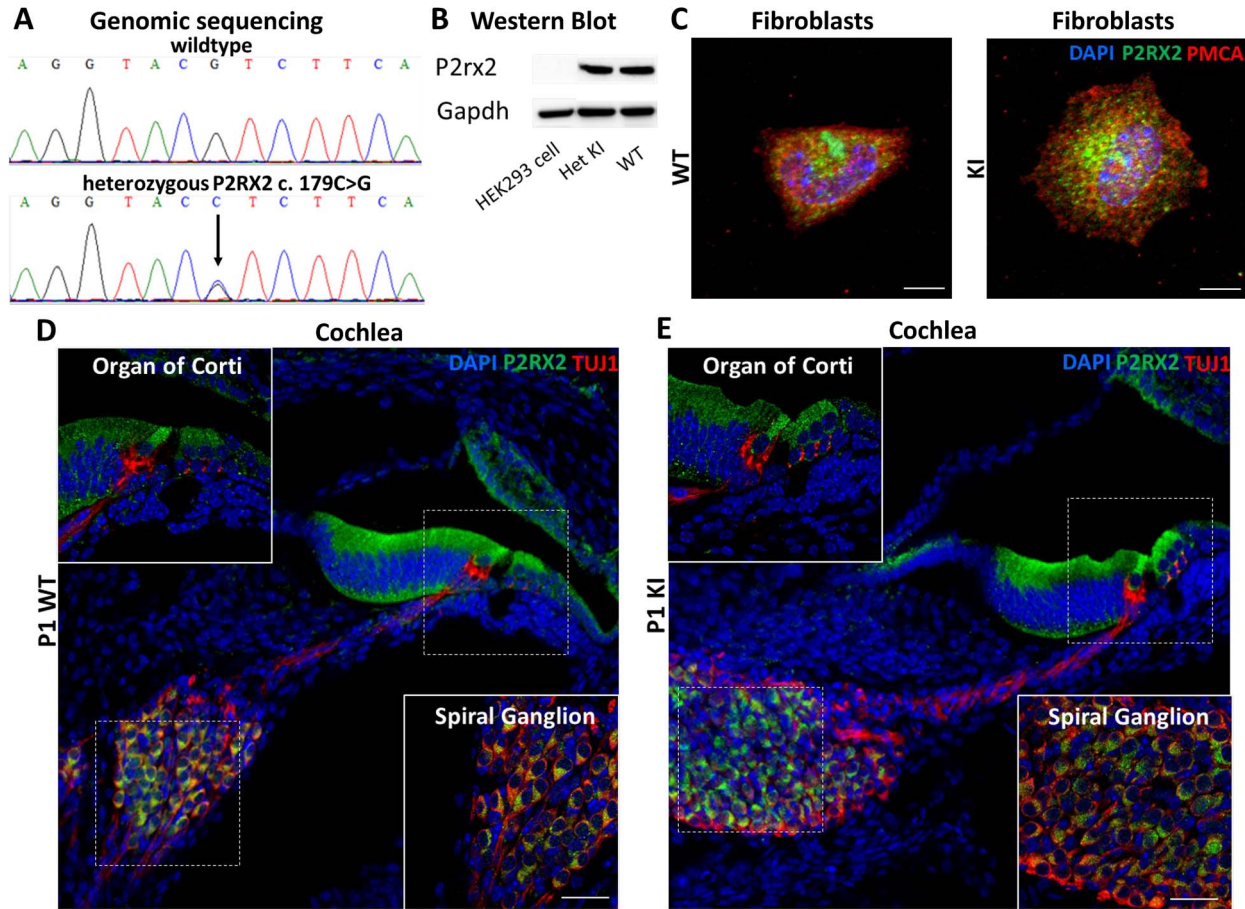 A
Genomic sequencing
wildtype
A G G T A C G T C T T C A
heterozygous P2RX2 c. 179C>G
A G G T A C C T C T T C A
B
Western Blot
P2rx2
Gapdh
HEK293 cell
Het KI
WT
C
Fibroblasts
WT
Fibroblasts
DAPI P2RX2 PMCA
KI
D
Cochlea
Organ of Corti
DAPI P2RX2 TUJ1
P1 WT
Spiral Ganglion
E
Cochlea
Organ of Corti
DAPI P2RX2 TUJ1
P1 KI
Spiral Ganglion